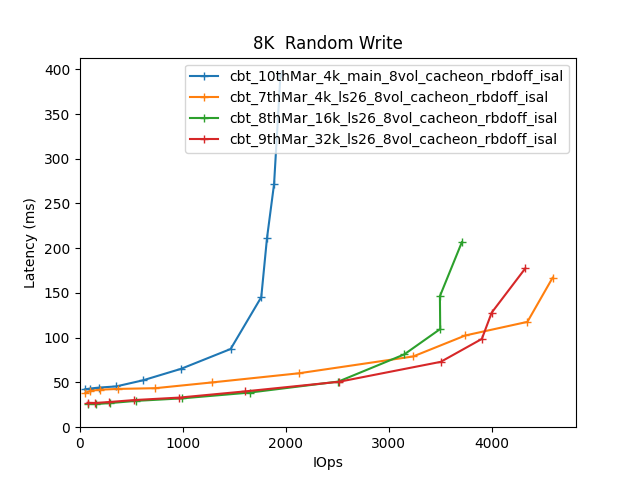 8K  Random Write
400
350
300
250
200
150
100
50
0
Latency (ms)
cbt_10thMar_4k_main_8vol_cacheon_rbdoff_isal
cbt_7thMar_4k_ls26_8vol_cacheon_rbdoff_isal
cbt_8thMar_16k_ls26_8vol_cacheon_rbdoff_isal
cbt_9thMar_32k_ls26_8vol_cacheon_rbdoff_isal
0 1000 2000 3000 4000
IOps